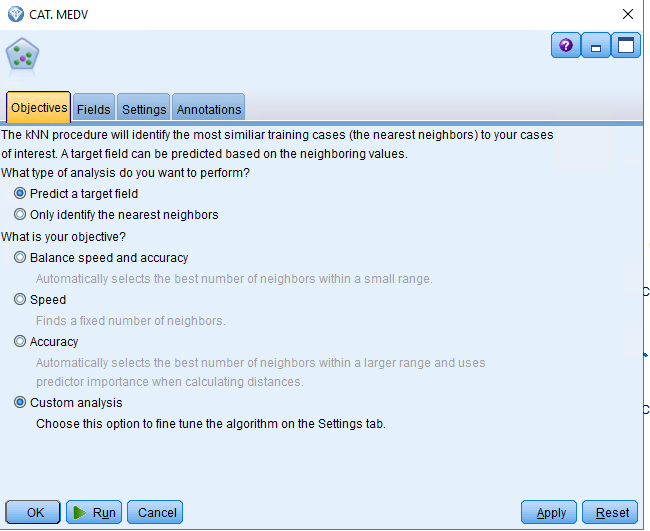 CAT. MEDV
Objectives Fields Settings Annotations
The kNN procedure will identify the most similiar training cases (the nearest neighbors) to your cases
of interest. A target field can be predicted based on the neighboring values.
What type of analysis do you want to perform?
Predict a target field
Only identify the nearest neighbors
What is your objective?
Balance speed and accuracy
Automatically selects the best number of neighbors within a small range.
Speed
Finds a fixed number of neighbors.
Accuracy
Automatically selects the best number of neighbors within a larger range and uses
predictor importance when calculating distances.
Custom analysis
Choose this option to fine tune the algorithm on the Settings tab.
OK Run Cancel Apply Reset